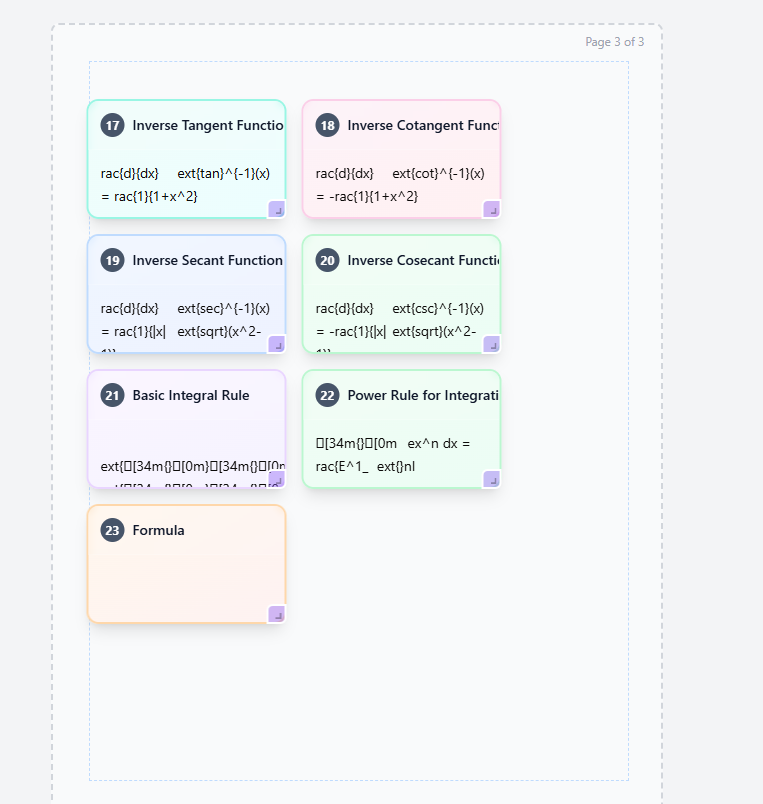 Page 3 of 3
17 Inverse Tangent Functio
rac{d}{dx} ext{tan}^{-1}(x)
= rac{1}{1+x^2}
18 Inverse Cotangent Func
rac{d}{dx} ext{cot}^{-1}(x)
= -rac{1}{1+x^2}
19 Inverse Secant Function
rac{d}{dx} ext{sec}^{-1}(x)
= rac{1}{|x| ext{sqrt}(x^2-
1)}
20 Inverse Cosecant Functi
rac{d}{dx} ext{csc}^{-1}(x)
= -rac{1}{|x| ext{sqrt}(x^2-
1)}
21 Basic Integral Rule
ext{□[34m{}□[0m}□[34m{}□[0m
22 Power Rule for Integrati
□[34m{}□[0m ex^n dx =
rac{E^1_ ext{}nl
23 Formula